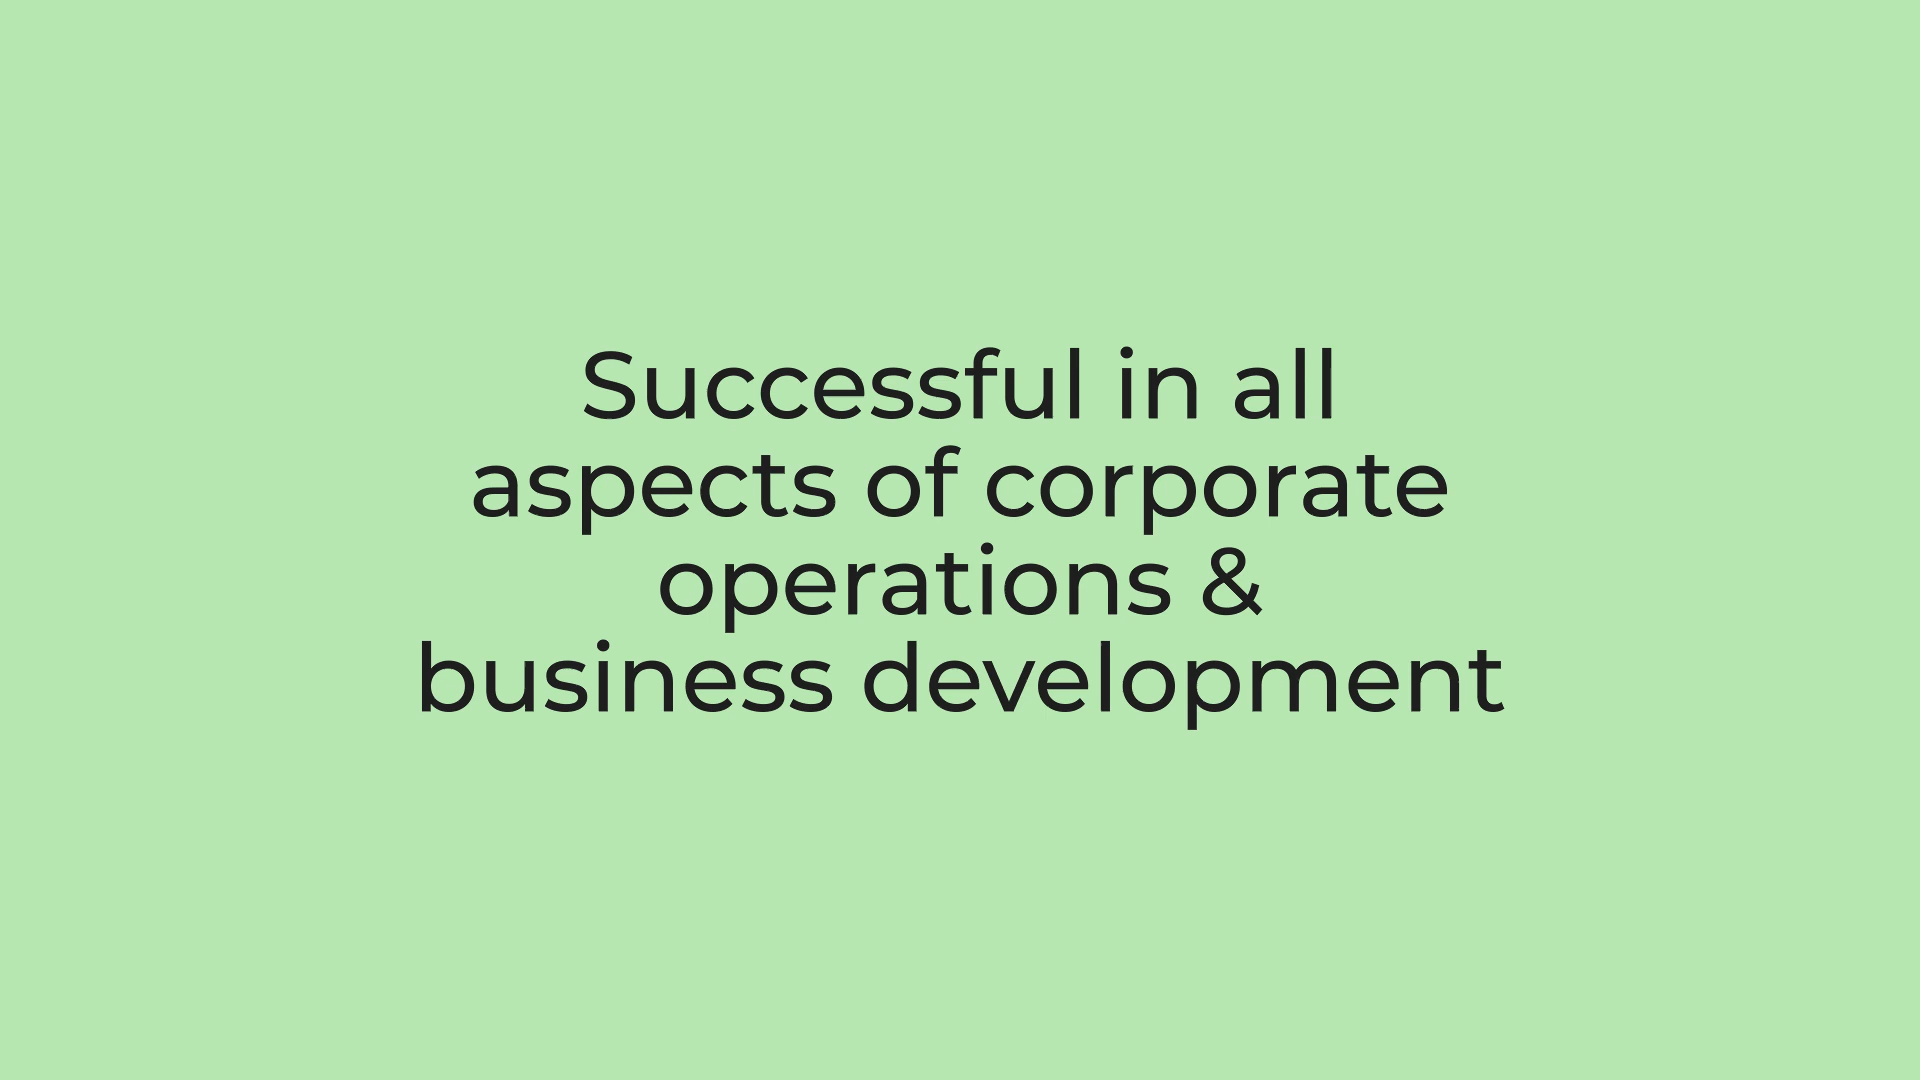 Successful in all
aspects of corporate
operations &
business development